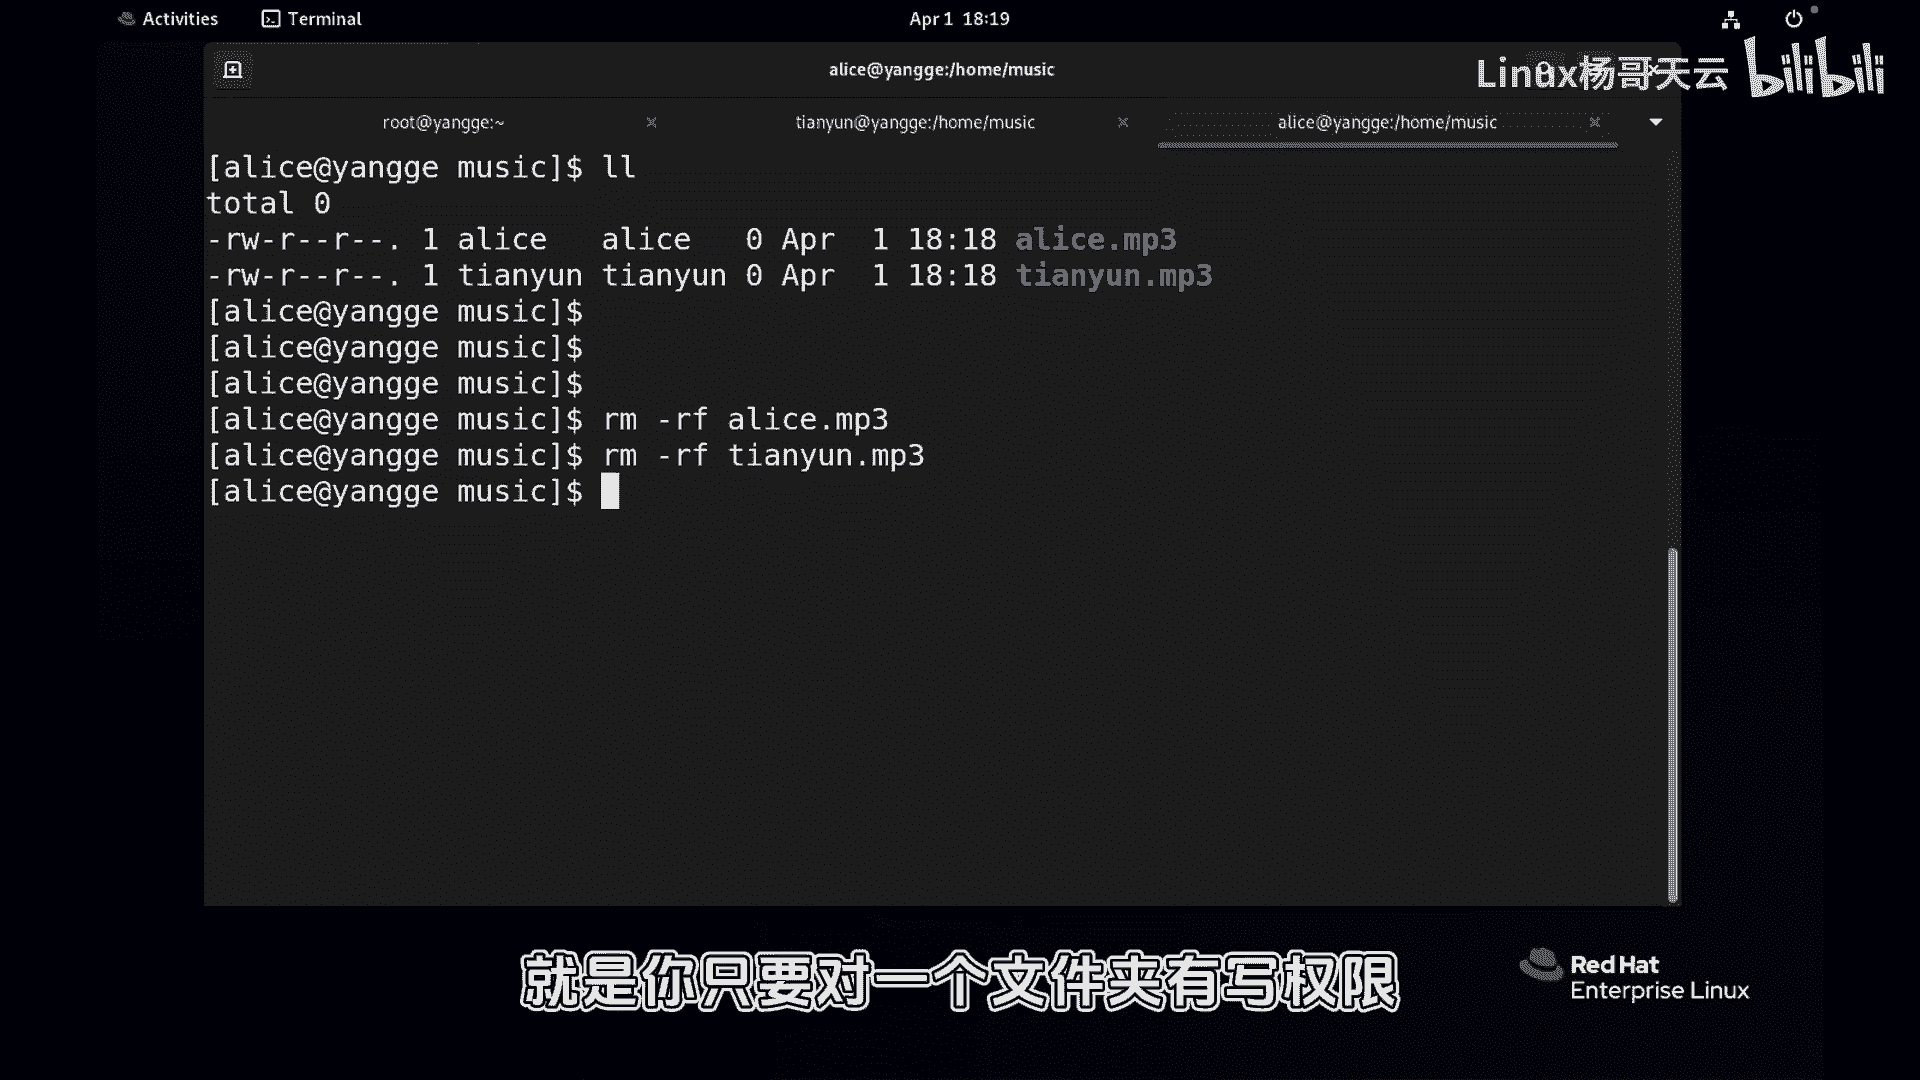 Activities Terminal Apr 1 18:19
alice@yangge:/home/music
Linux杨哥天云 bilibili
root@yangge:~ tianyun@yangge:/home/music alice@yangge:/home/music
[alice@yangge music]$ ll
total 0
-rw-r--r--. 1 alice   alice   0 Apr  1 18:18 alice.mp3
-rw-r--r--. 1 tianyun tianyun 0 Apr  1 18:18 tianyun.mp3
[alice@yangge music]$
[alice@yangge music]$
[alice@yangge music]$
[alice@yangge music]$ rm -rf alice.mp3
[alice@yangge music]$ rm -rf tianyun.mp3
[alice@yangge music]$
就是你只要对一个文件夹有写权限
Red Hat
Enterprise Linux